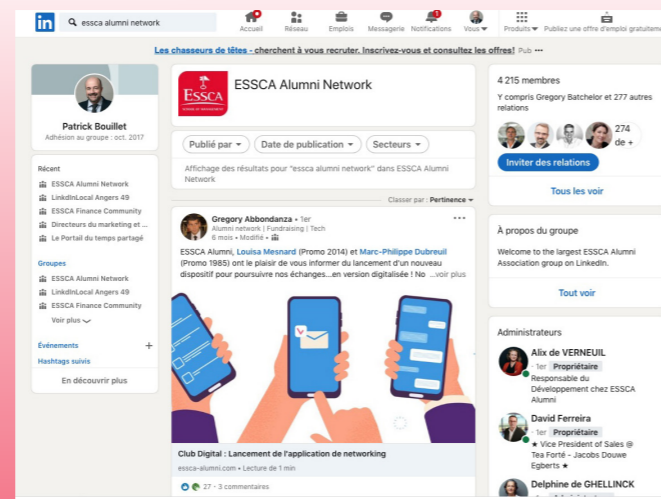 in
essca alumni network
Accueil
Réseau
Emplois
Messagerie
Notifications
Vous
Produits
Publiez une offre d'emploi gratuiteme
Les chasseurs de têtes - cherchent à vous recruter. Inscrivez-vous et consultez les offres! Pub •••
Patrick Bouillet
Adhésion au groupe : oct. 2017
Récent
ESSCA Alumni Network
LinkdInLocal Angers 49
ESSCA Finance Community
Directeurs du marketing et ...
Le Portail du temps partagé
Groupes
ESSCA Alumni Network
LinkdInLocal Angers 49
ESSCA Finance Community
Voir plus
Événements +
Hashtags suivis
En découvrir plus
ESSCA
ESSCA Alumni Network
Publié par
Date de publication
Secteurs
Affichage des résultats pour "essca alumni network" dans ESSCA Alumni
Network
Classer par : Pertinence
Gregory Abbondanza • 1er
Alumni network | Fundraising | Tech
6 mois • Modifié •
ESSCA Alumni, Louisa Mesnard (Promo 2014) et Marc-Philippe Dubreuil
(Promo 1985) ont le plaisir de vous informer du lancement d'un nouveau
dispositif pour poursuivre nos échanges...en version digitalisée ! No ...voir plus
Club Digital : Lancement de l'application de networking
essca-alumni.com • Lecture de 1 min
27 · 3 commentaires
4 215 membres
Y compris Gregory Batchelor et 277 autres
relations
274
de +
Inviter des relations
Tous les voir
À propos du groupe
Welcome to the largest ESSCA Alumni
Association group on LinkedIn.
Tout voir
Administrateurs
Alix de VERNEUIL
· 1er Propriétaire
Responsable du
Développement chez ESSCA
Alumni
David Ferreira
· 1er Propriétaire
★ Vice President of Sales @
Tea Forté - Jacobs Douwe
Egberts ★
Delphine de GHELLINCK